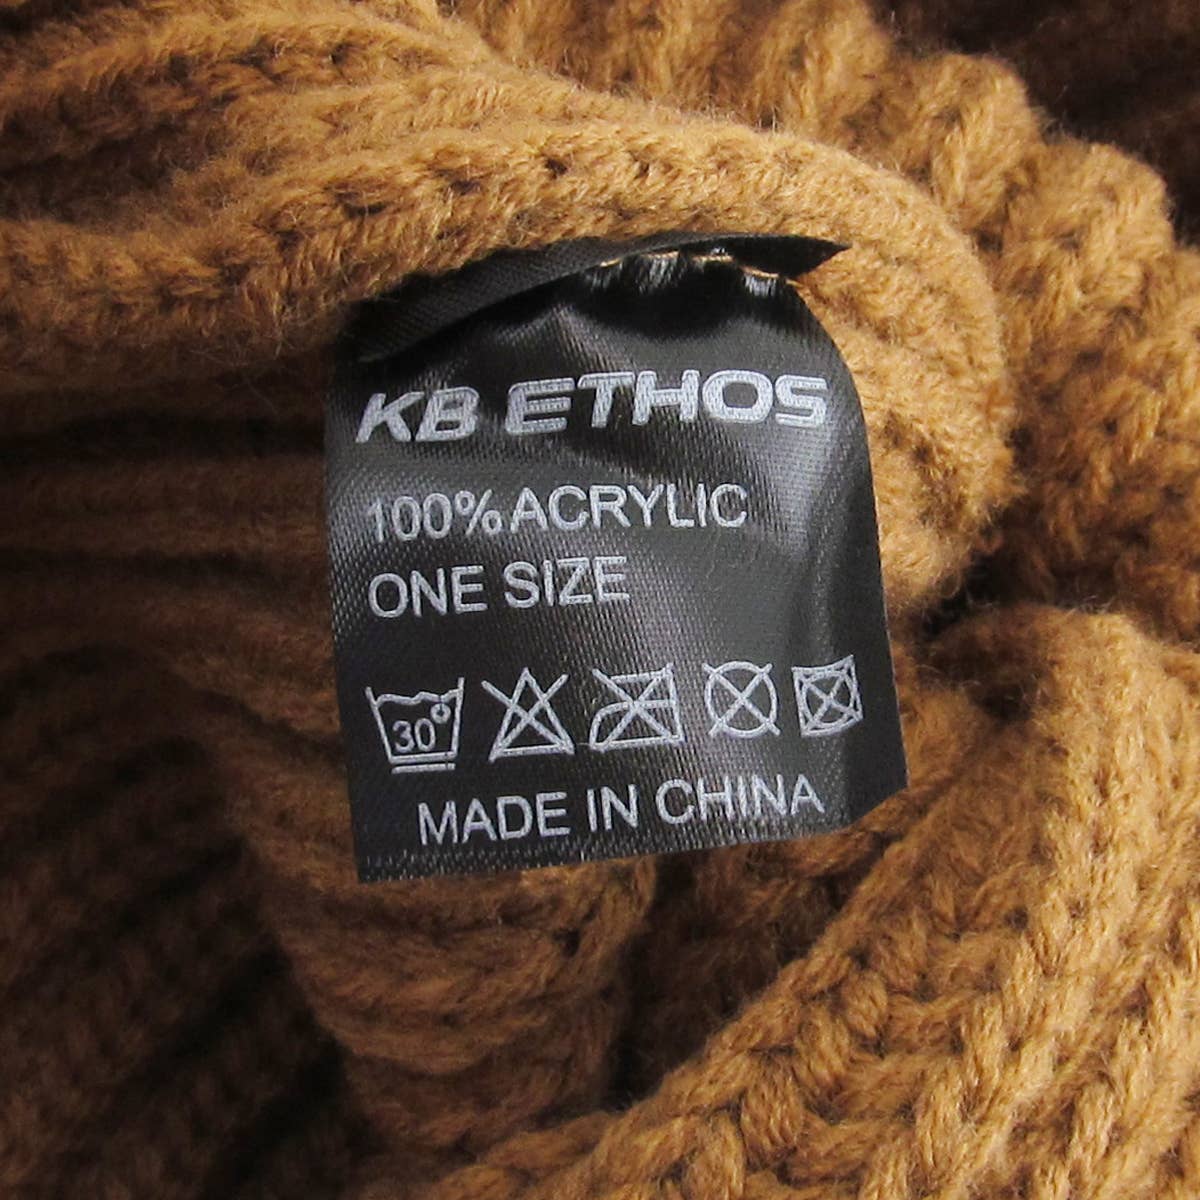 KB ETHOS
100% ACRYLIC
ONE SIZE
30°
MADE IN CHINA